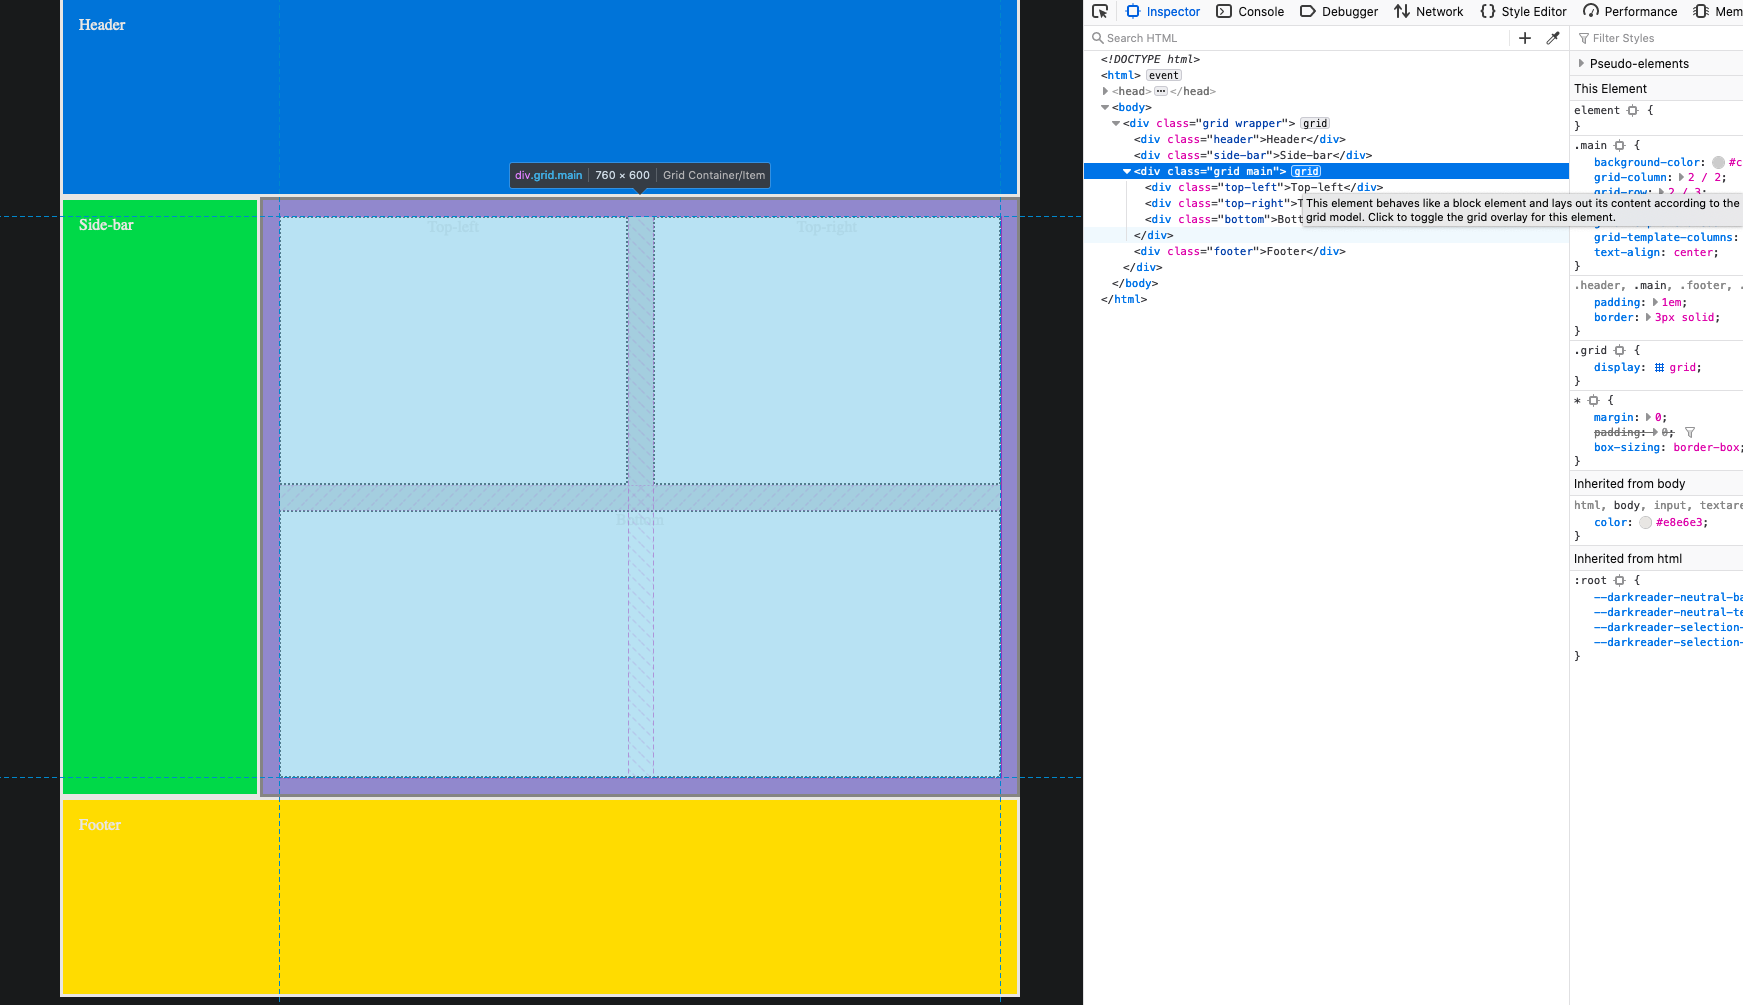 Header
div.grid.main 760 × 600 Grid Container/Item
Side-bar
Top-left Top-right
Bottom
Footer
Inspector Console Debugger Network Style Editor Performance Mem
Search HTML
<!DOCTYPE html>
<html> event
<head> ••• </head>
<body>
<div class="grid wrapper"> grid
<div class="header">Header</div>
<div class="side-bar">Side-bar</div>
<div class="grid main"> grid
<div class="top-left">Top-left</div>
<div class="top-right">T
<div class="bottom">Bott
</div>
<div class="footer">Footer</div>
</div>
</body>
</html>
This element behaves like a block element and lays out its content according to the
grid model. Click to toggle the grid overlay for this element.
Filter Styles
Pseudo-elements
This Element
element {
}
.main {
background-color: #c
grid-column: 2 / 2;
grid-row: 2 / 3;
grid-template-columns:
text-align: center;
}
.header, .main, .footer, .
padding: 1em;
border: 3px solid;
}
.grid {
display: grid;
}
* {
margin: 0;
padding: 0;
box-sizing: border-box;
}
Inherited from body
html, body, input, textare
color: #e8e6e3;
}
Inherited from html
:root {
--darkreader-neutral-ba
--darkreader-neutral-te
--darkreader-selection-
--darkreader-selection-
}